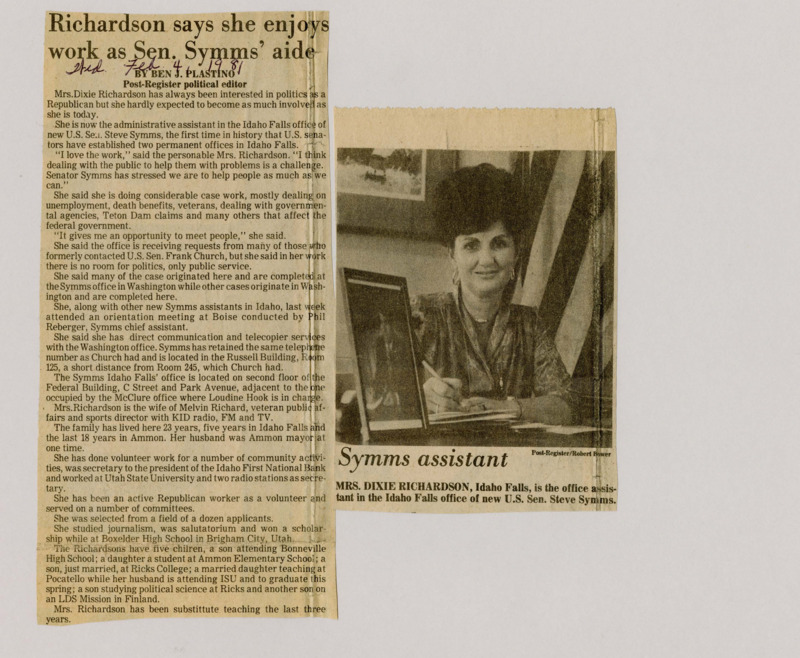 Richardson says she enjoys
work as Sen. Symms' aide
Wed. Feb 4, 1981
BY BEN J. PLASTINO
Post-Register political editor
Mrs.Dixie Richardson has always been interested in politics as a
Republican but she hardly expected to become as much involved as
she is today.
She is now the administrative assistant in the Idaho Falls office of
new U.S. Sen. Steve Symms, the first time in history that U.S. sena-
tors have established two permanent offices in Idaho Falls.
"I love the work," said the personable Mrs. Richardson. "I think
dealing with the public to help them with problems is a challenge.
Senator Symms has stressed we are to help people as much as we
can."
She said she is doing considerable case work, mostly dealing on
unemployment, death benefits, veterans, dealing with governmen-
tal agencies, Teton Dam claims and many others that affect the
federal government.
"It gives me an opportunity to meet people," she said.
She said the office is receiving requests from many of those who
formerly contacted U.S. Sen. Frank Church, but she said in her work
there is no room for politics, only public service.
She said many of the case originated here and are completed at
the Symms office in Washington while other cases originate in Wash-
ington and are completed here.
She, along with other new Symms assistants in Idaho, last week
attended an orientation meeting at Boise conducted by Phil
Reberger, Symms chief assistant.
She said she has direct communication and telecopier services
with the Washington office. Symms has retained the same telephone
number as Church had and is located in the Russell Building, Room
125, a short distance from Room 245, which Church had.
The Symms Idaho Falls' office is located on second floor of the
Federal Building, C Street and Park Avenue, adjacent to the one
occupied by the McClure office where Loudine Hook is in charge.
Mrs.Richardson is the wife of Melvin Richard, veteran public af-
fairs and sports director with KID radio, FM and TV.
The family has lived here 23 years, five years in Idaho Falls and
the last 18 years in Ammon. Her husband was Ammon mayor at
one time.
She has done volunteer work for a number of community activi-
ties, was secretary to the president of the Idaho First National Bank
and worked at Utah State University and two radio stations as secre-
tary.
She has been an active Republican worker as a volunteer and
served on a number of committees.
She was selected from a field of a dozen applicants.
She studied journalism, was salutatorium and won a scholar-
ship while at Boxelder High School in Brigham City, Utah.
The Richardsons have five chilren, a son attending Bonneville
High School; a daughter a student at Ammon Elementary School; a
son, just married, at Ricks College; a married daughter teaching at
Pocatello while her husband is attending ISU and to graduate this
spring; a son studying political science at Ricks and another son on
an LDS Mission in Finland.
Mrs. Richardson has been substitute teaching the last three
years.
Post-Register/Robert Bower
Symms assistant
MRS. DIXIE RICHARDSON, Idaho Falls, is the office assis-
tant in the Idaho Falls office of new U.S. Sen. Steve Symms.